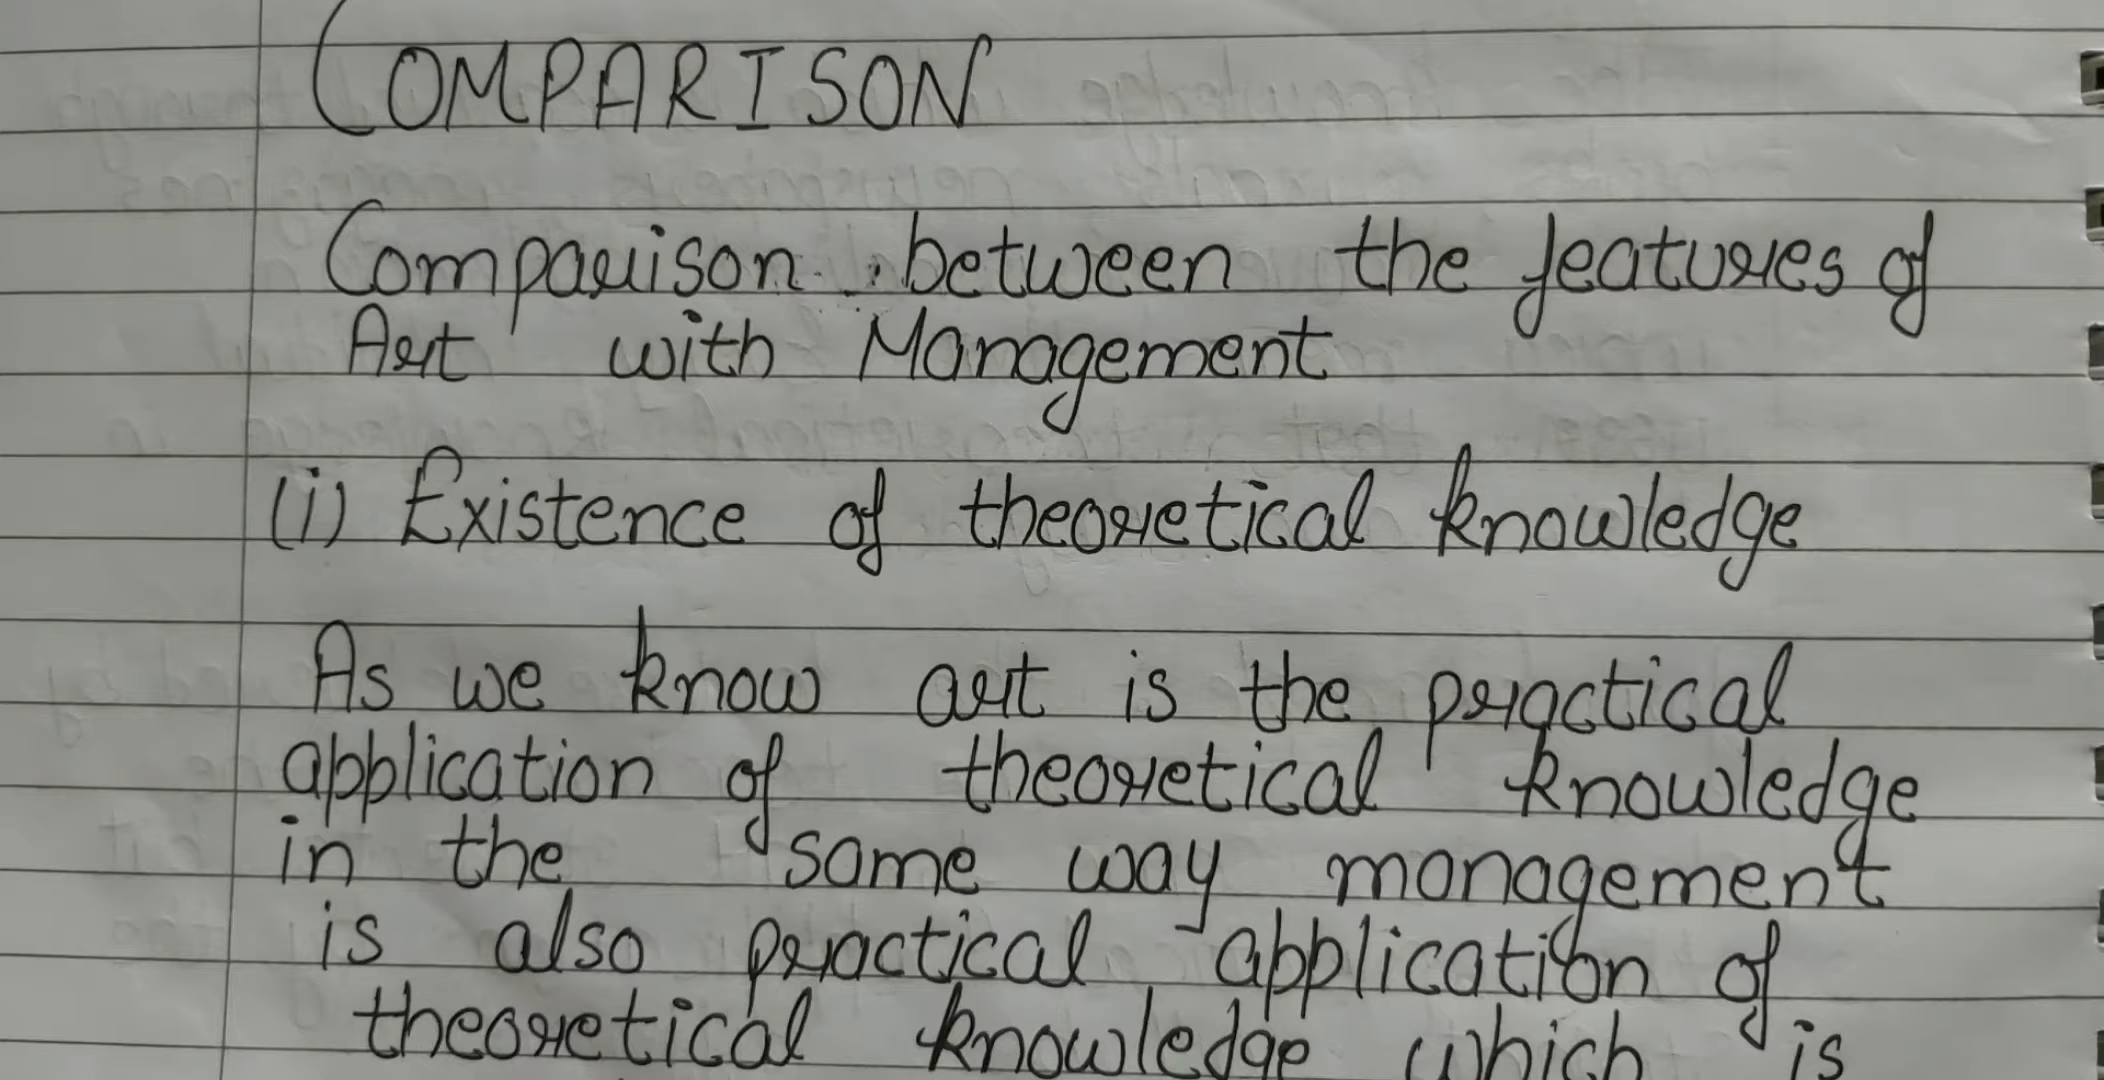 COMPARISON
Comparison between the features of
Art with Management
(i) Existence of theoretical knowledge
As we know art is the practical
application of theoretical knowledge
in the same way management
is also practical application of
theoretical knowledge which is